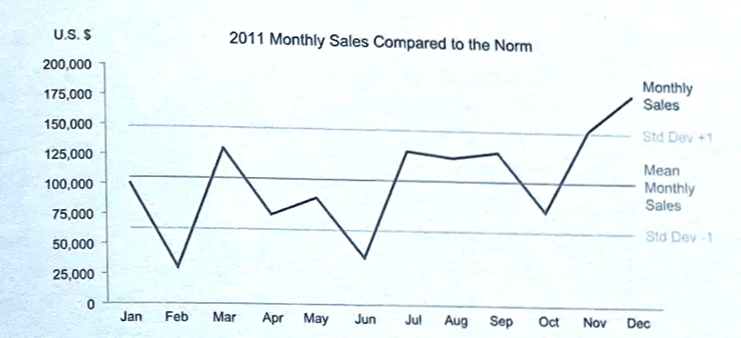 U.S. $
2011 Monthly Sales Compared to the Norm
200,000
175,000
150,000
125,000
100,000
75,000
50,000
25,000
0
Monthly
Sales
Std Dev +1
Mean
Monthly
Sales
Std Dev -1
Jan Feb Mar Apr May Jun Jul Aug Sep Oct Nov Dec